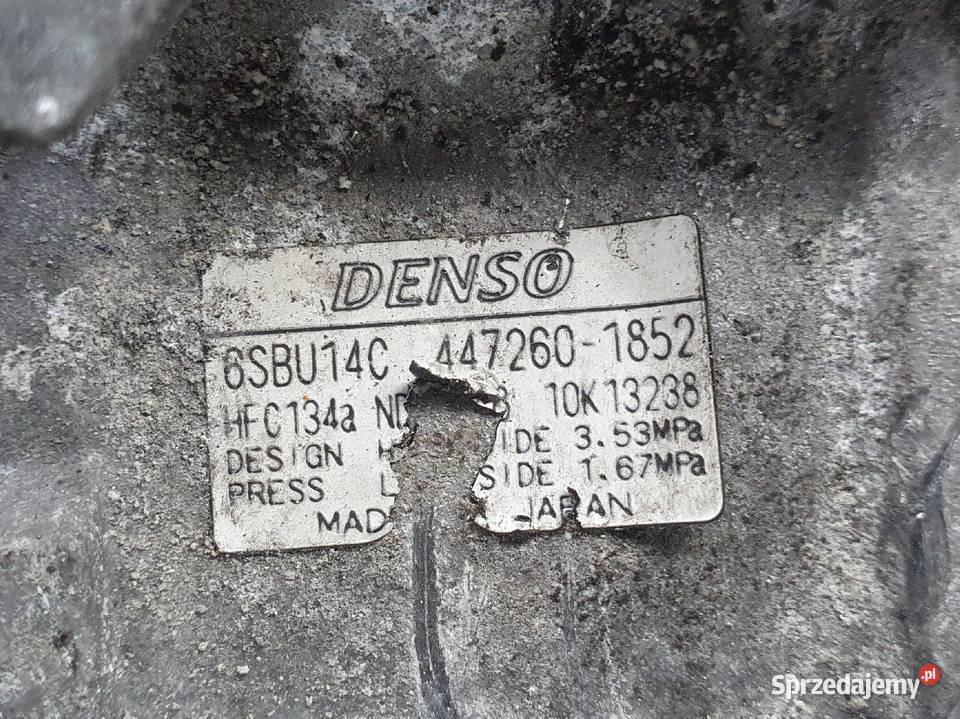 DENSO
6SBU14C 447260-1852
HFC134a ND 10K13238
DESIGN H IDE 3.53MPa
PRESS L SIDE 1.67MPa
MAD JAPAN
Sprzedajemy.pl